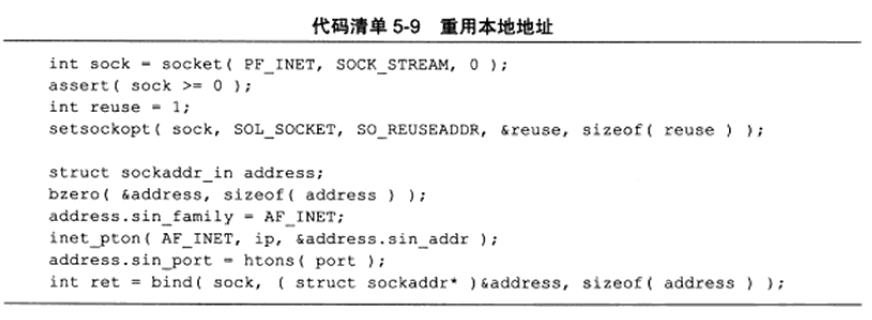 代码清单 5-9 重用本地地址
int sock = socket( PF_INET, SOCK_STREAM, 0 );
assert( sock >= 0 );
int reuse = 1;
setsockopt( sock, SOL_SOCKET, SO_REUSEADDR, &reuse, sizeof( reuse ) );
struct sockaddr_in address;
bzero( &address, sizeof( address ) );
address.sin_family = AF_INET;
inet_pton( AF_INET, ip, &address.sin_addr );
address.sin_port = htons( port );
int ret = bind( sock, ( struct sockaddr* )&address, sizeof( address ) );